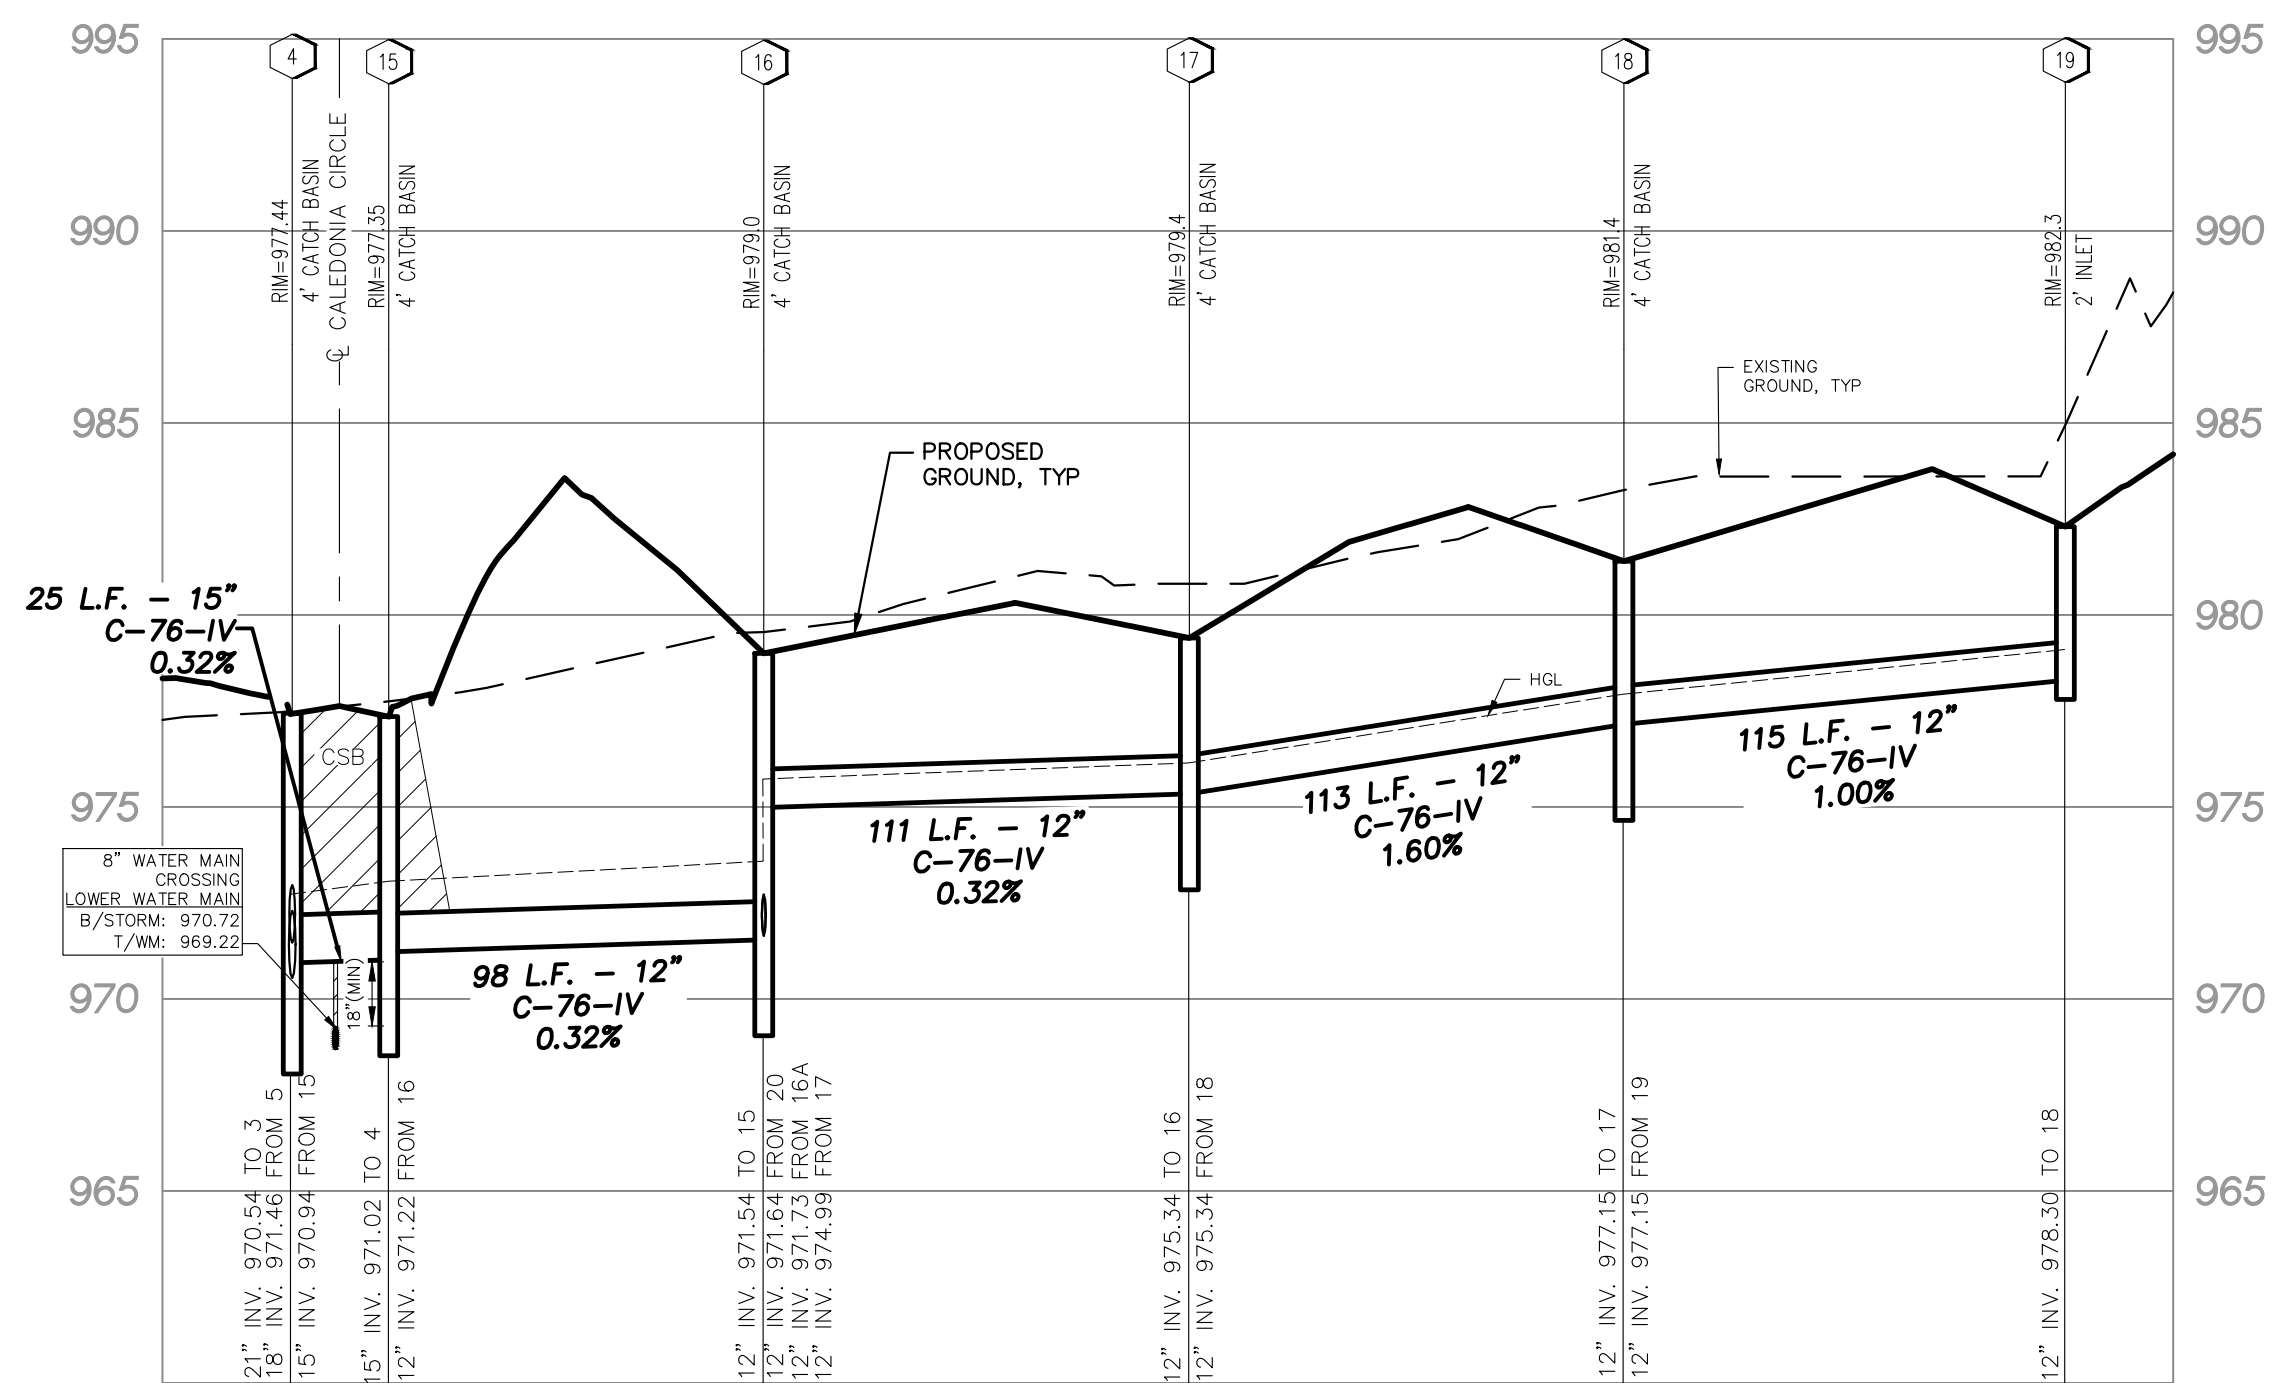 995
995
4
15
16
17
18
19
RIM=977.44
4' CATCH BASIN
℄ CALEDONIA CIRCLE
RIM=977.35
4' CATCH BASIN
RIM=979.0
4' CATCH BASIN
RIM=979.4
4' CATCH BASIN
RIM=981.4
4' CATCH BASIN
RIM=982.3
2' INLET
990
990
EXISTING
GROUND, TYP
985
985
PROPOSED
GROUND, TYP
25 L.F. – 15"
C–76–IV
0.32%
980
980
HGL
CSB
115 L.F. – 12"
C–76–IV
1.00%
113 L.F. – 12"
C–76–IV
1.60%
975
975
111 L.F. – 12"
C–76–IV
0.32%
8" WATER MAIN
CROSSING
LOWER WATER MAIN
B/STORM: 970.72
T/WM: 969.22
18"(MIN)
98 L.F. – 12"
C–76–IV
0.32%
970
970
965
965
21" INV. 970.54 TO 3
18" INV. 971.46 FROM 5
15" INV. 970.94 FROM 15
15" INV. 971.02 TO 4
12" INV. 971.22 FROM 16
12" INV. 971.54 TO 15
12" INV. 971.64 FROM 20
12" INV. 971.73 FROM 16A
12" INV. 974.99 FROM 17
12" INV. 975.34 TO 16
12" INV. 975.34 FROM 18
12" INV. 977.15 TO 17
12" INV. 977.15 FROM 19
12" INV. 978.30 TO 18